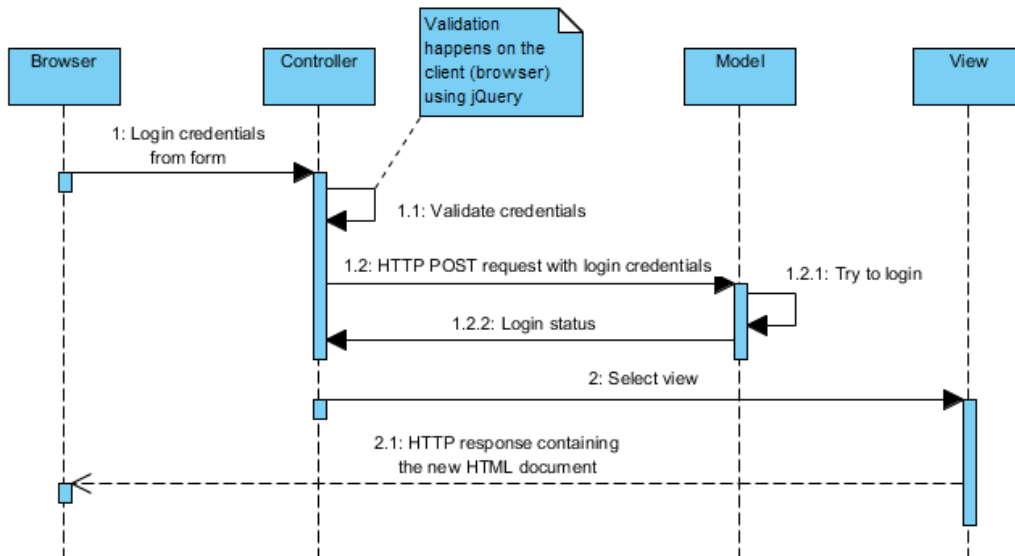 Validation
happens on the
client (browser)
using jQuery
Browser
Controller
Model
View
1: Login credentials
from form
1.1: Validate credentials
1.2: HTTP POST request with login credentials
1.2.1: Try to login
1.2.2: Login status
2: Select view
2.1: HTTP response containing
the new HTML document